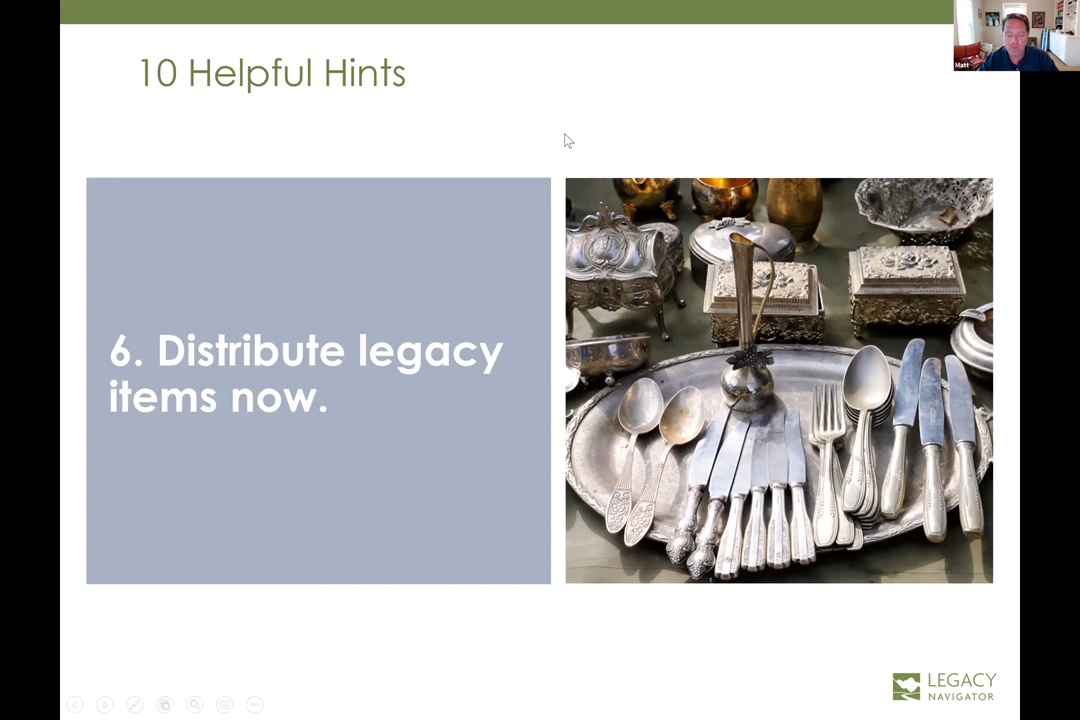 10 Helpful Hints
Matt
6. Distribute legacy
items now.
LEGACY
NAVIGATOR